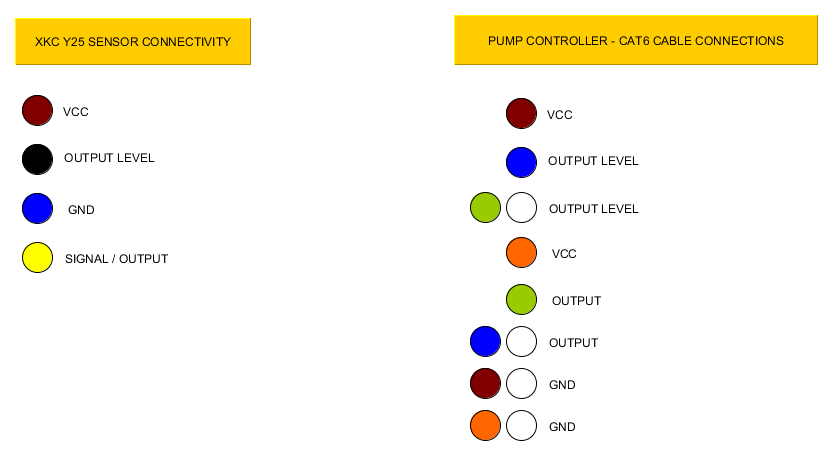 XKC Y25 SENSOR CONNECTIVITY
VCC
OUTPUT LEVEL
GND
SIGNAL / OUTPUT
PUMP CONTROLLER - CAT6 CABLE CONNECTIONS
VCC
OUTPUT LEVEL
OUTPUT LEVEL
VCC
OUTPUT
OUTPUT
GND
GND